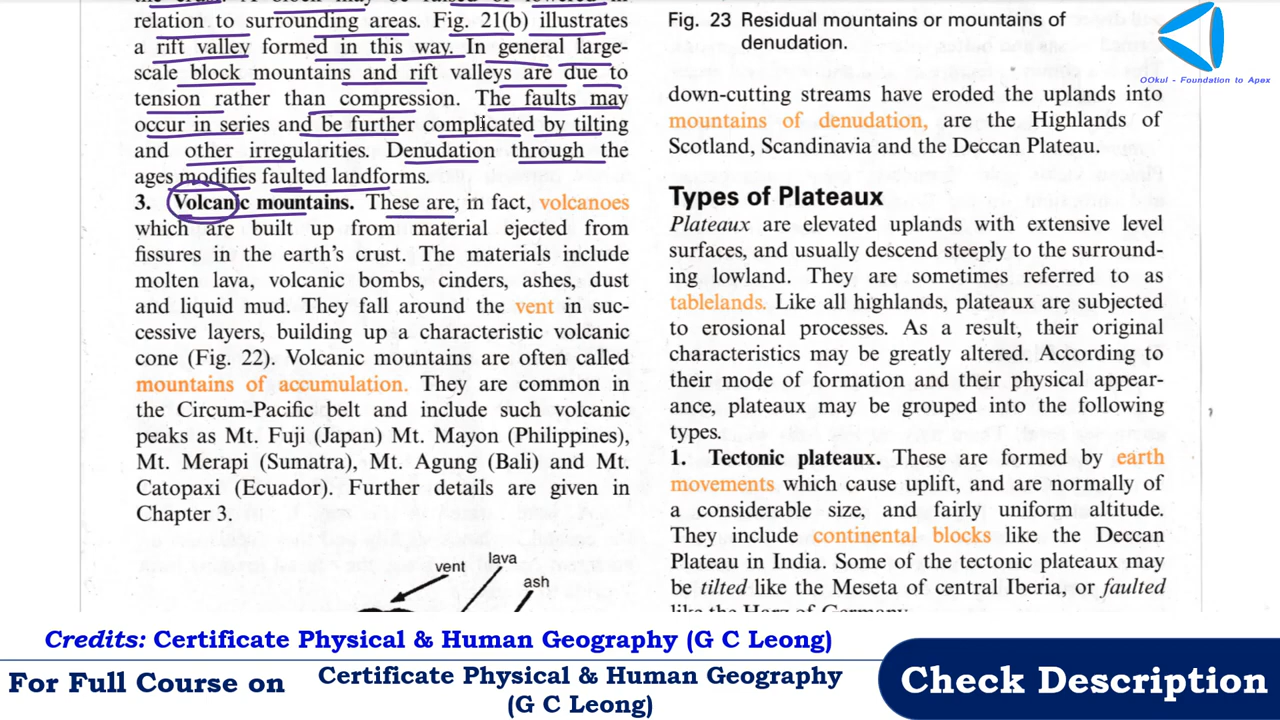 the crust. A block may be raised or lowered in
relation to surrounding areas. Fig. 21(b) illustrates
a rift valley formed in this way. In general large-
scale block mountains and rift valleys are due to
tension rather than compression. The faults may
occur in series and be further complicated by tilting
and other irregularities. Denudation through the
ages modifies faulted landforms.
3. Volcanic mountains. These are, in fact, volcanoes
which are built up from material ejected from
fissures in the earth's crust. The materials include
molten lava, volcanic bombs, cinders, ashes, dust
and liquid mud. They fall around the vent in suc-
cessive layers, building up a characteristic volcanic
cone (Fig. 22). Volcanic mountains are often called
mountains of accumulation. They are common in
the Circum-Pacific belt and include such volcanic
peaks as Mt. Fuji (Japan) Mt. Mayon (Philippines),
Mt. Merapi (Sumatra), Mt. Agung (Bali) and Mt.
Catopaxi (Ecuador). Further details are given in
Chapter 3.
vent
lava
ash
Fig. 23 Residual mountains or mountains of
denudation.
down-cutting streams have eroded the uplands into
mountains of denudation, are the Highlands of
Scotland, Scandinavia and the Deccan Plateau.
Types of Plateaux
Plateaux are elevated uplands with extensive level
surfaces, and usually descend steeply to the surround-
ing lowland. They are sometimes referred to as
tablelands. Like all highlands, plateaux are subjected
to erosional processes. As a result, their original
characteristics may be greatly altered. According to
their mode of formation and their physical appear-
ance, plateaux may be grouped into the following
types.
1. Tectonic plateaux. These are formed by earth
movements which cause uplift, and are normally of
a considerable size, and fairly uniform altitude.
They include continental blocks like the Deccan
Plateau in India. Some of the tectonic plateaux may
be tilted like the Meseta of central Iberia, or faulted
like the Harz of Germany
OOkul - Foundation to Apex
Credits: Certificate Physical & Human Geography (G C Leong)
For Full Course on
Certificate Physical & Human Geography
(G C Leong)
Check Description